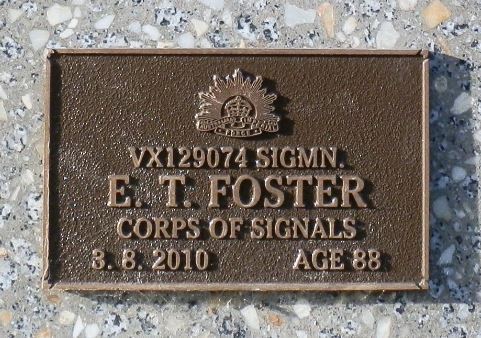 VX129074 SIGMN.
E. T. FOSTER
CORPS OF SIGNALS
3. 8. 2010 AGE 88